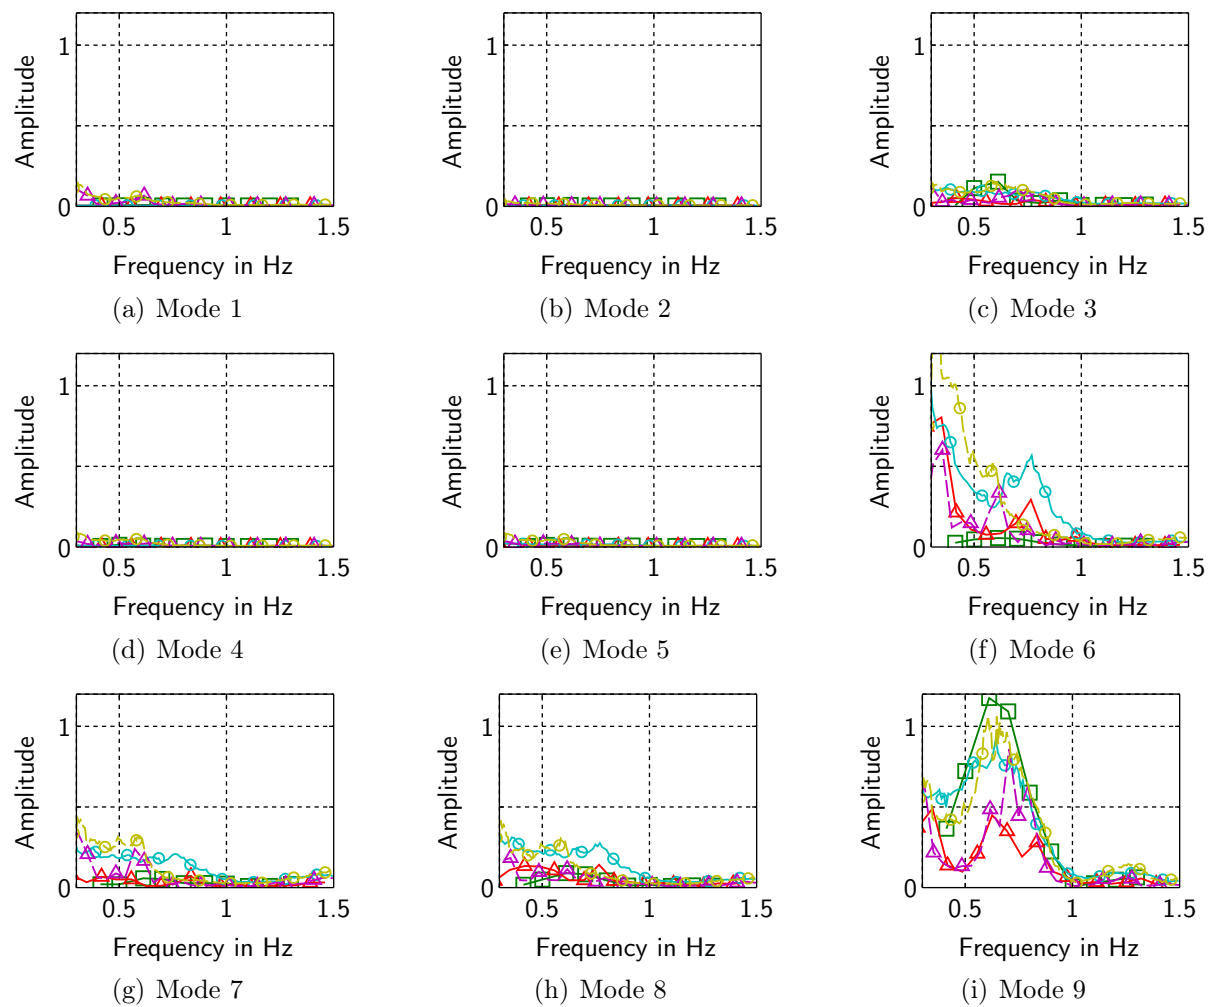 Amplitude
1
0
0.5
1
1.5
Frequency in Hz
(a) Mode 1
Amplitude
1
0
0.5
1
1.5
Frequency in Hz
(b) Mode 2
Amplitude
1
0
0.5
1
1.5
Frequency in Hz
(c) Mode 3
Amplitude
1
0
0.5
1
1.5
Frequency in Hz
(d) Mode 4
Amplitude
1
0
0.5
1
1.5
Frequency in Hz
(e) Mode 5
Amplitude
1
0
0.5
1
1.5
Frequency in Hz
(f) Mode 6
Amplitude
1
0
0.5
1
1.5
Frequency in Hz
(g) Mode 7
Amplitude
1
0
0.5
1
1.5
Frequency in Hz
(h) Mode 8
Amplitude
1
0
0.5
1
1.5
Frequency in Hz
(i) Mode 9